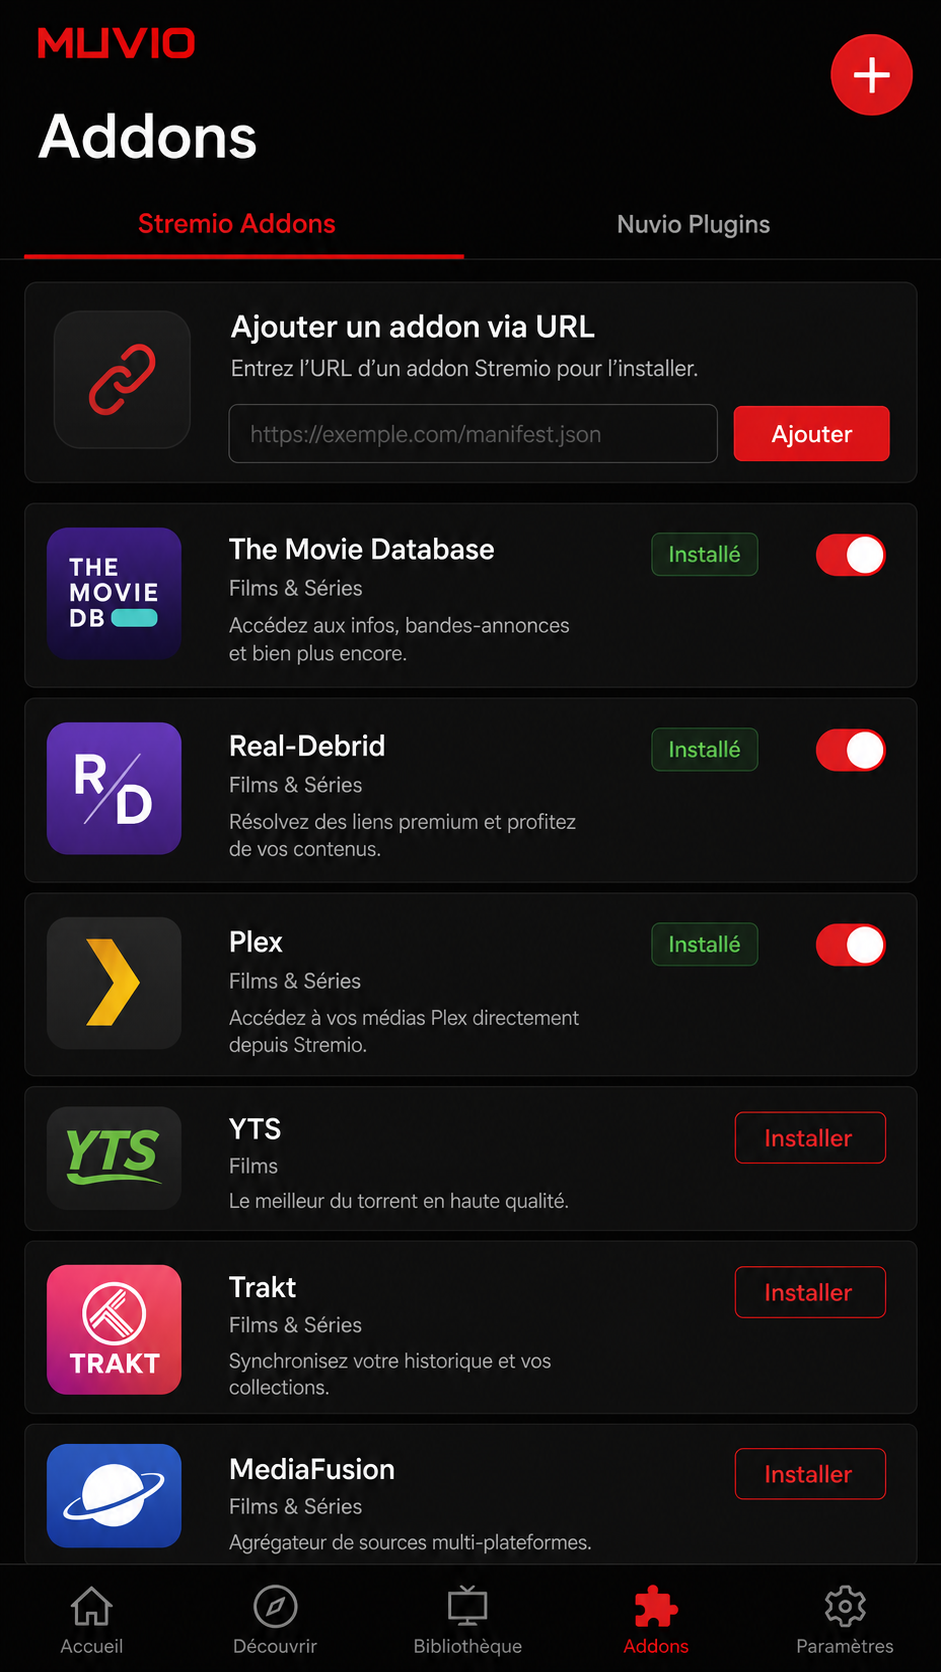 MUVIO
Addons
Stremio Addons
Nuvio Plugins
Ajouter un addon via URL
Entrez l’URL d’un addon Stremio pour l’installer.
https://exemple.com/manifest.json
Ajouter
THE
MOVIE
DB
The Movie Database
Installé
Films & Séries
Accédez aux infos, bandes-annonces
et bien plus encore.
R/D
Real-Debrid
Installé
Films & Séries
Résolvez des liens premium et profitez
de vos contenus.
Plex
Installé
Films & Séries
Accédez à vos médias Plex directement
depuis Stremio.
YTS
YTS
Installer
Films
Le meilleur du torrent en haute qualité.
TRAKT
Trakt
Installer
Films & Séries
Synchronisez votre historique et vos
collections.
MediaFusion
Installer
Films & Séries
Agrégateur de sources multi-plateformes.
Accueil
Découvrir
Bibliothèque
Addons
Paramètres